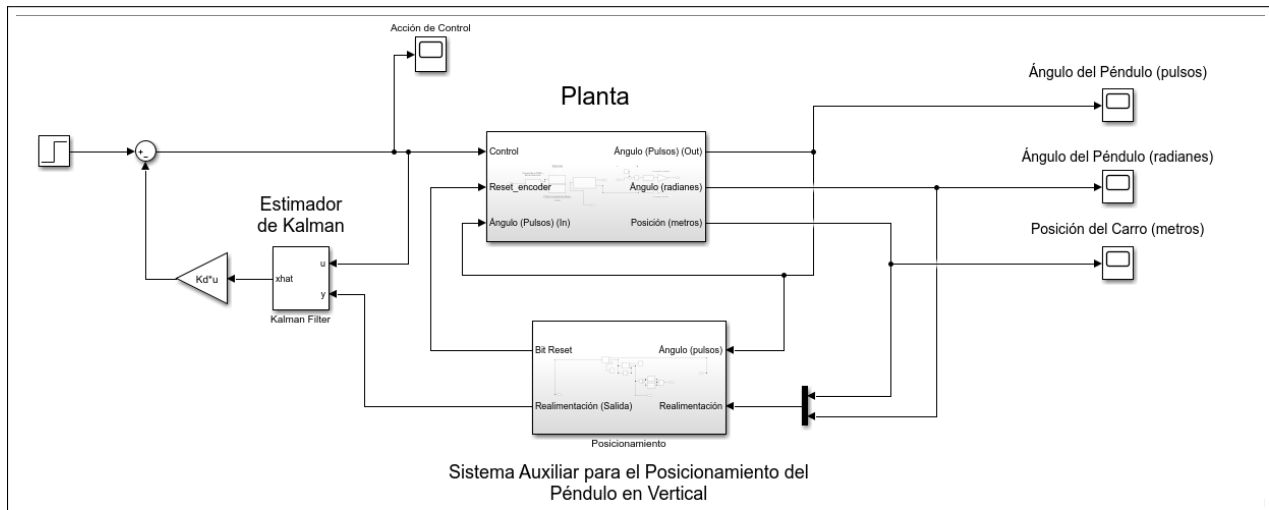 Acción de Control
Ángulo del Péndulo (pulsos)
Planta
Control
Ángulo (Pulsos) (Out)
Ángulo del Péndulo (radianes)
Reset_encoder
Ángulo (radianes)
Estimador
de Kalman
Ángulo (Pulsos) (In)
Posición (metros)
Posición del Carro (metros)
u
xhat
Kd*u
y
Kalman Filter
Bit Reset
Ángulo (pulsos)
Realimentación (Salida)
Realimentación
Posicionamiento
Sistema Auxiliar para el Posicionamiento del
Péndulo en Vertical